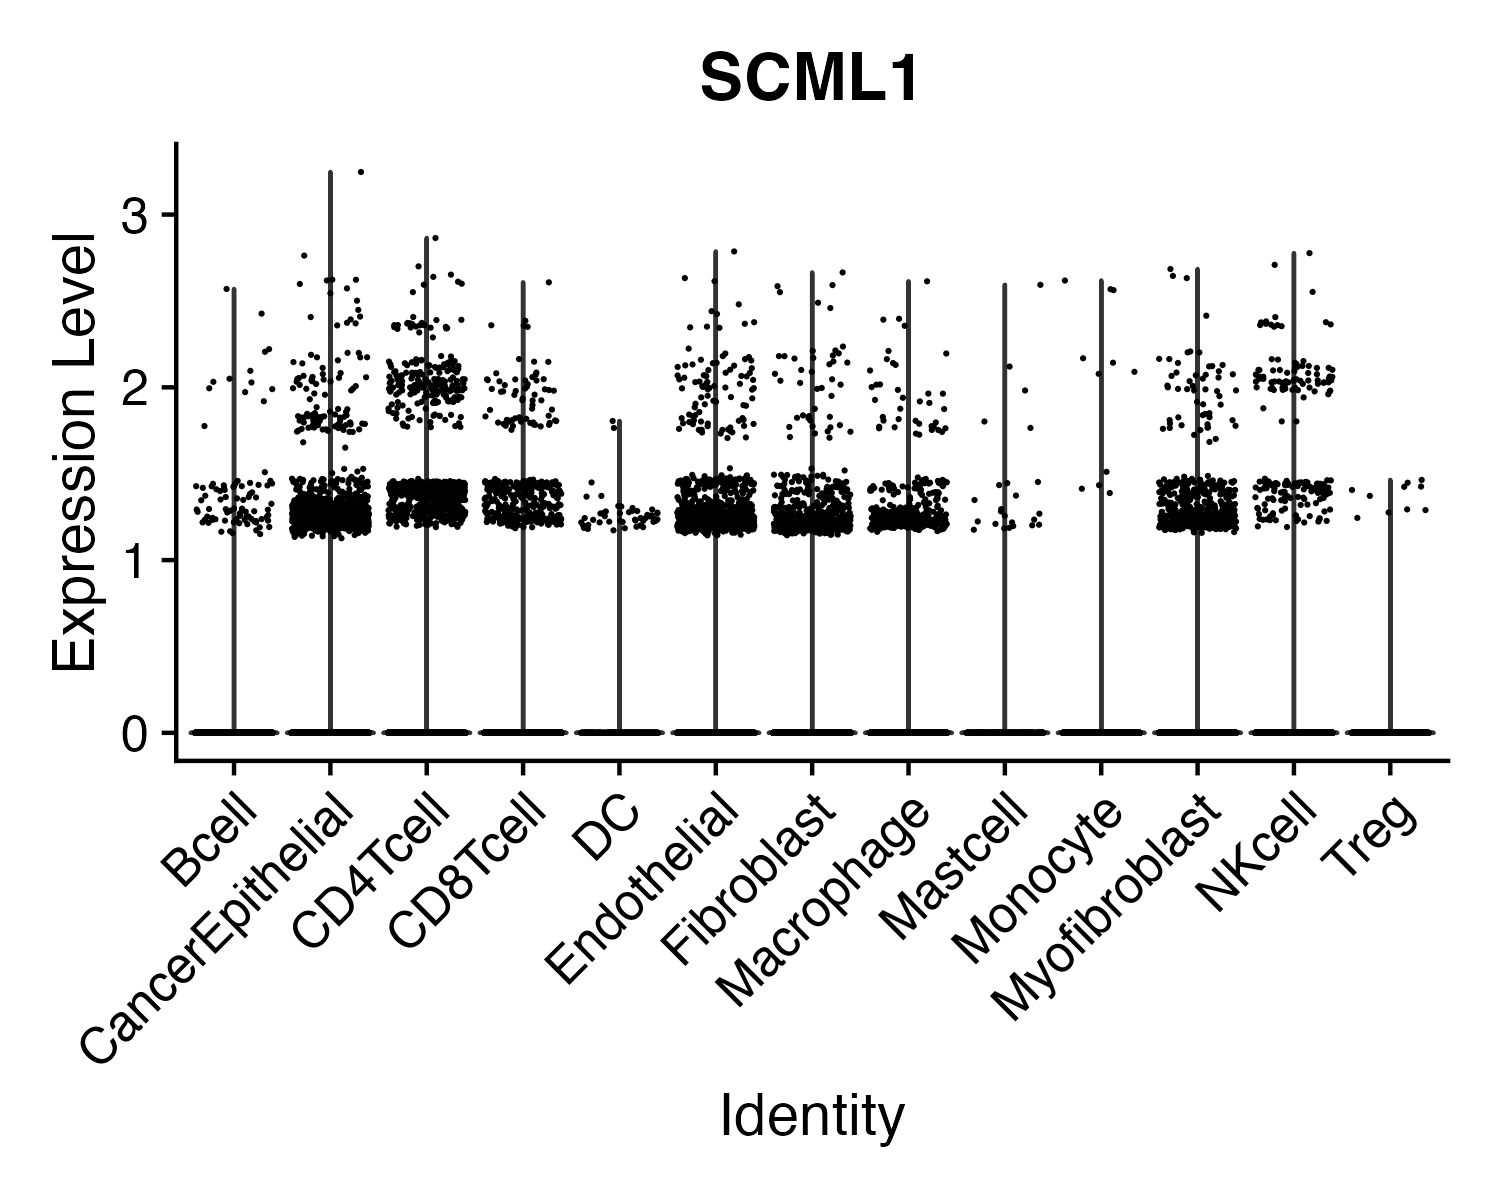 SCML1
Expression Level
3
2
1
0
Bcell
CancerEpithelial
CD4Tcell
CD8Tcell
DC
Endothelial
Fibroblast
Macrophage
Mastcell
Monocyte
Myofibroblast
NKcell
Treg
Identity